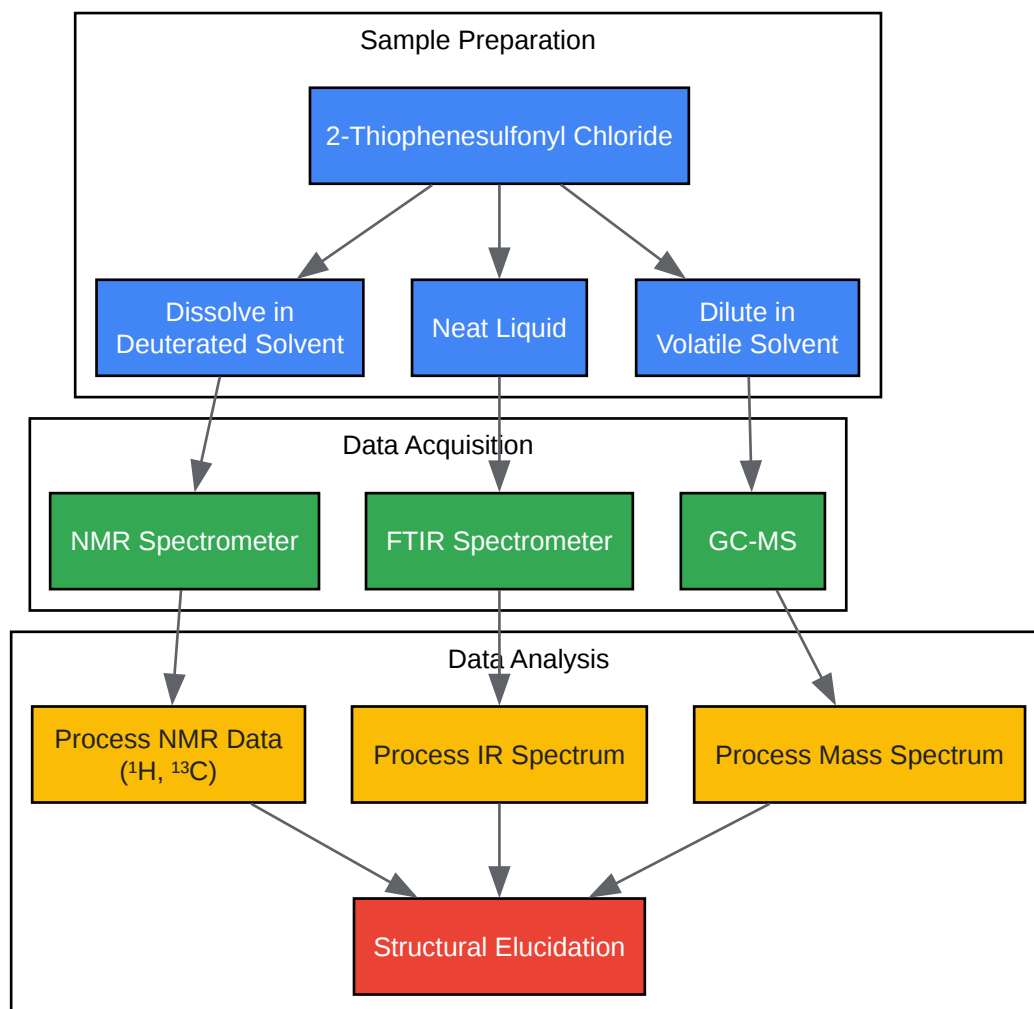 Sample Preparation
2-Thiophenesulfonyl Chloride
Dissolve in
Deuterated Solvent
Neat Liquid
Dilute in
Volatile Solvent
Data Acquisition
NMR Spectrometer
FTIR Spectrometer
GC-MS
Data Analysis
Process NMR Data
(¹H, ¹³C)
Process IR Spectrum
Process Mass Spectrum
Structural Elucidation